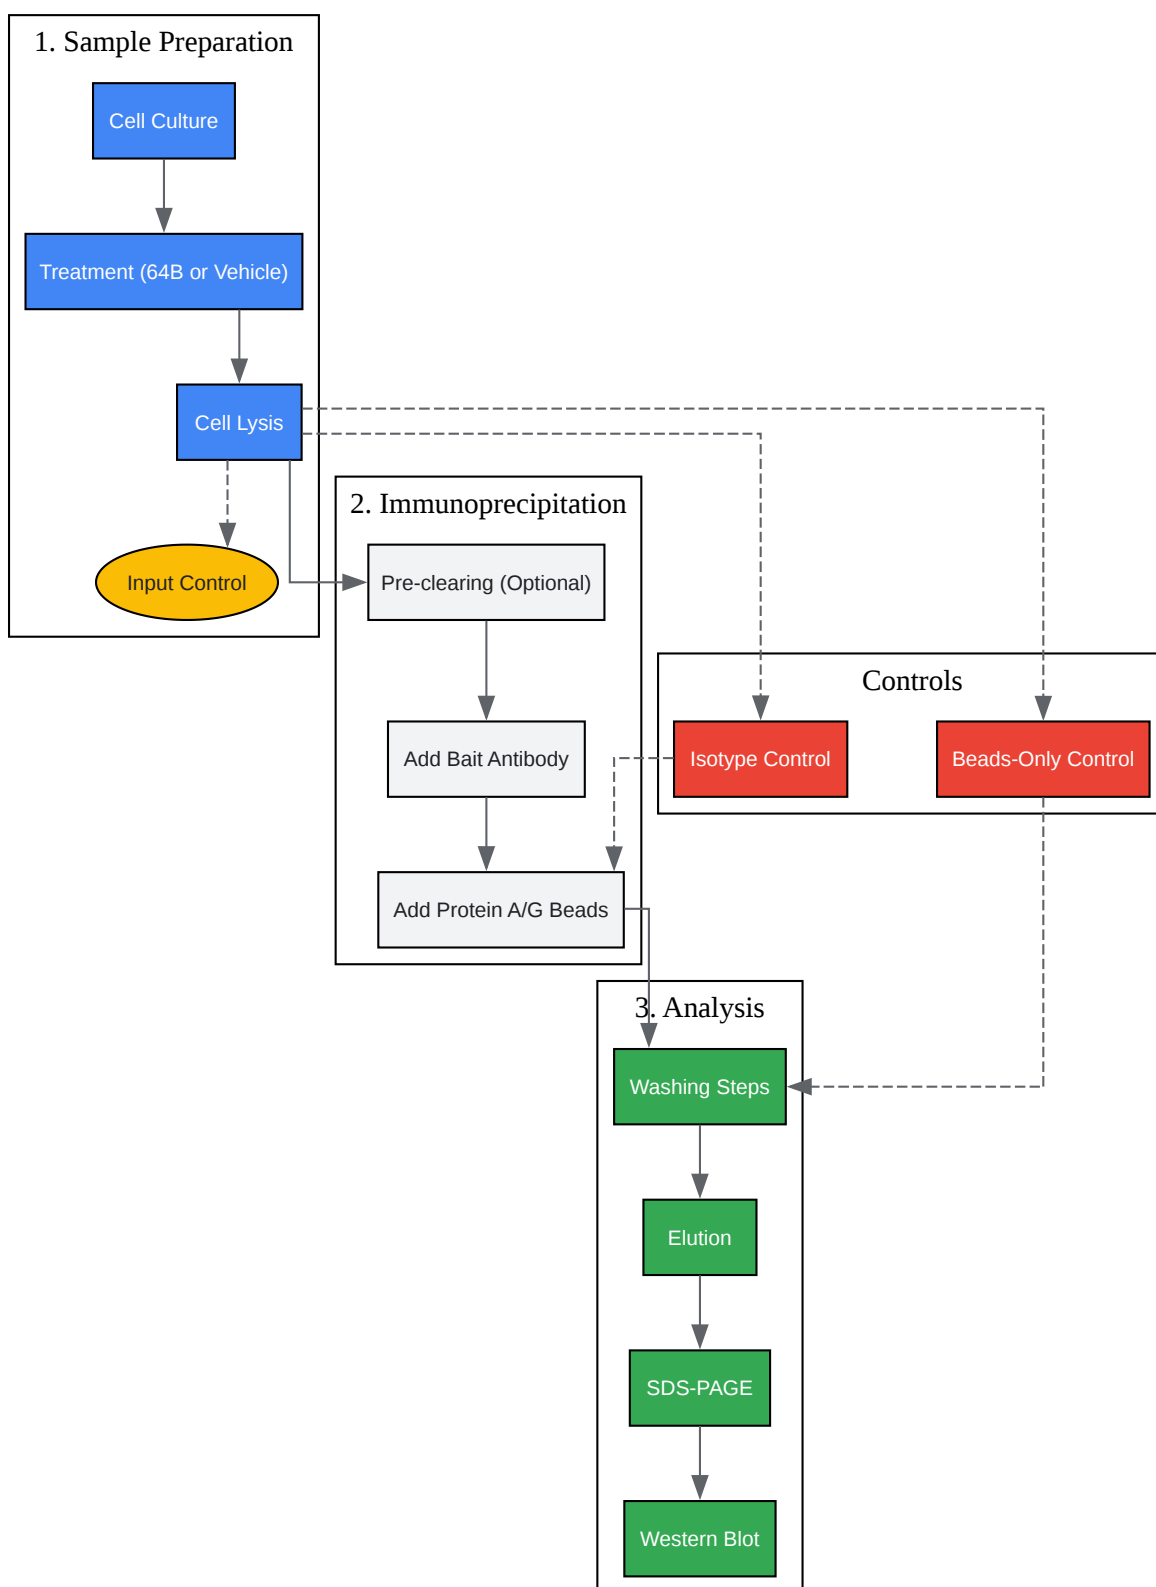 1. Sample Preparation
Cell Culture
Treatment (64B or Vehicle)
Cell Lysis
Input Control
2. Immunoprecipitation
Pre-clearing (Optional)
Add Bait Antibody
Add Protein A/G Beads
Controls
Isotype Control
Beads-Only Control
3. Analysis
Washing Steps
Elution
SDS-PAGE
Western Blot